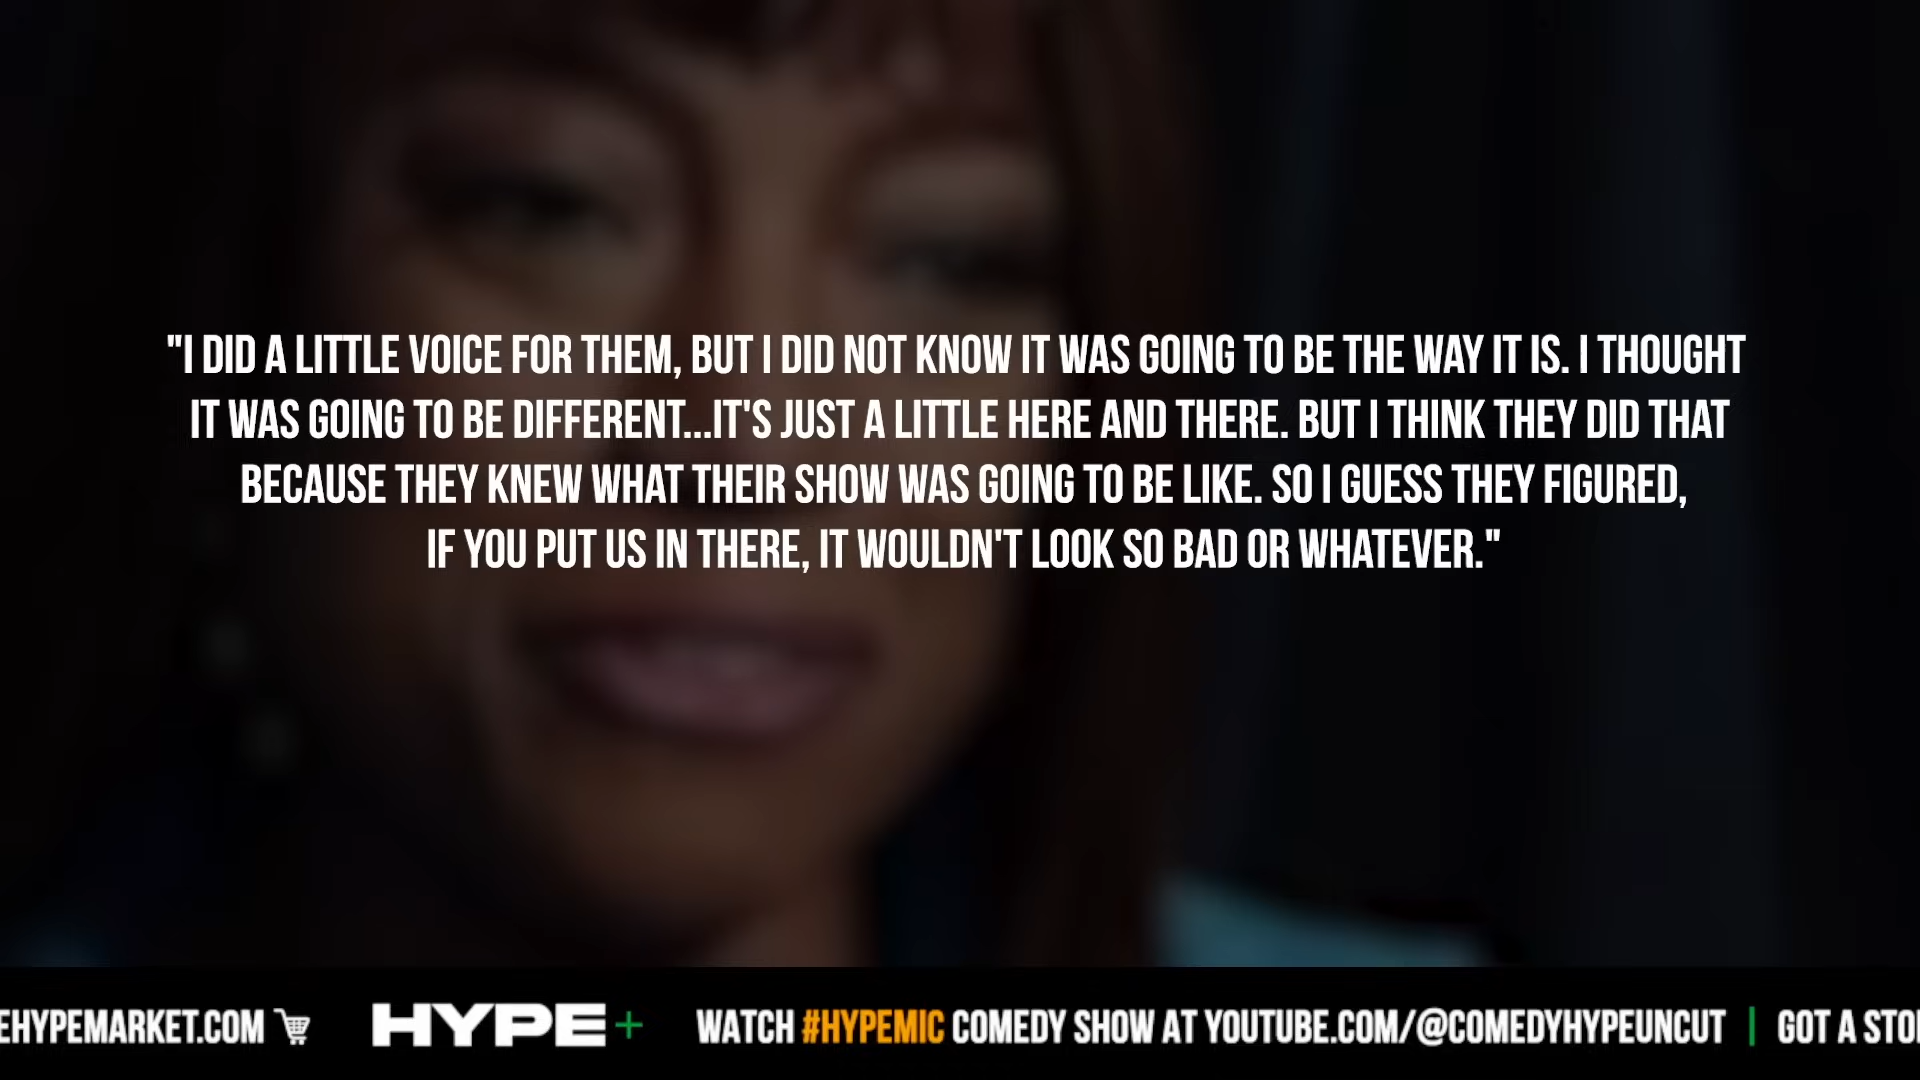 "I DID A LITTLE VOICE FOR THEM, BUT I DID NOT KNOW IT WAS GOING TO BE THE WAY IT IS. I THOUGHT
IT WAS GOING TO BE DIFFERENT...IT'S JUST A LITTLE HERE AND THERE. BUT I THINK THEY DID THAT
BECAUSE THEY KNEW WHAT THEIR SHOW WAS GOING TO BE LIKE. SO I GUESS THEY FIGURED,
IF YOU PUT US IN THERE, IT WOULDN'T LOOK SO BAD OR WHATEVER."
EHYPEMARKET.COM HYPE+ WATCH #HYPEMIC COMEDY SHOW AT YOUTUBE.COM/@COMEDYHYPEUNCUT | GOT A